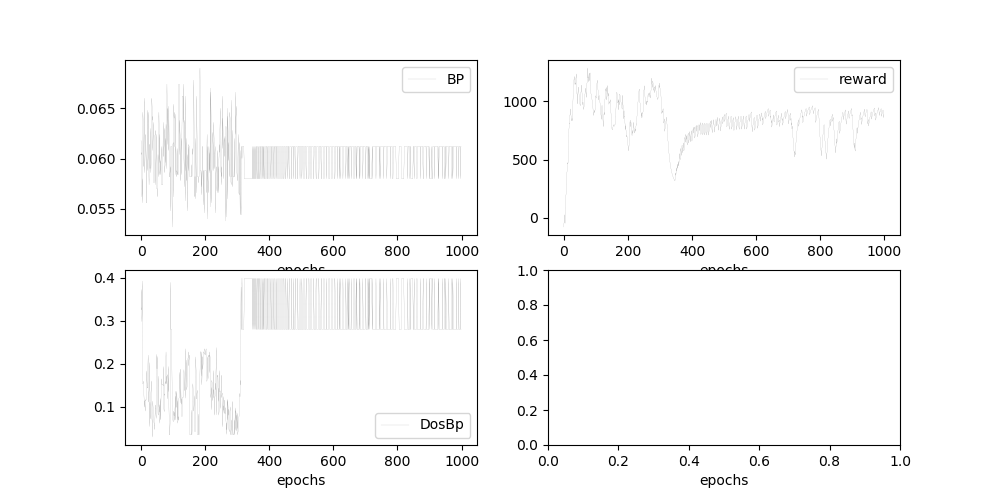 BP
0.065
0.060
0.055
0 200 400 600 800 1000
epochs
reward
1000
500
0
0 200 400 600 800 1000
epochs
0.4
0.3
0.2
0.1
DosBp
0 200 400 600 800 1000
epochs
1.0
0.8
0.6
0.4
0.2
0.0
0.0 0.2 0.4 0.6 0.8 1.0
epochs